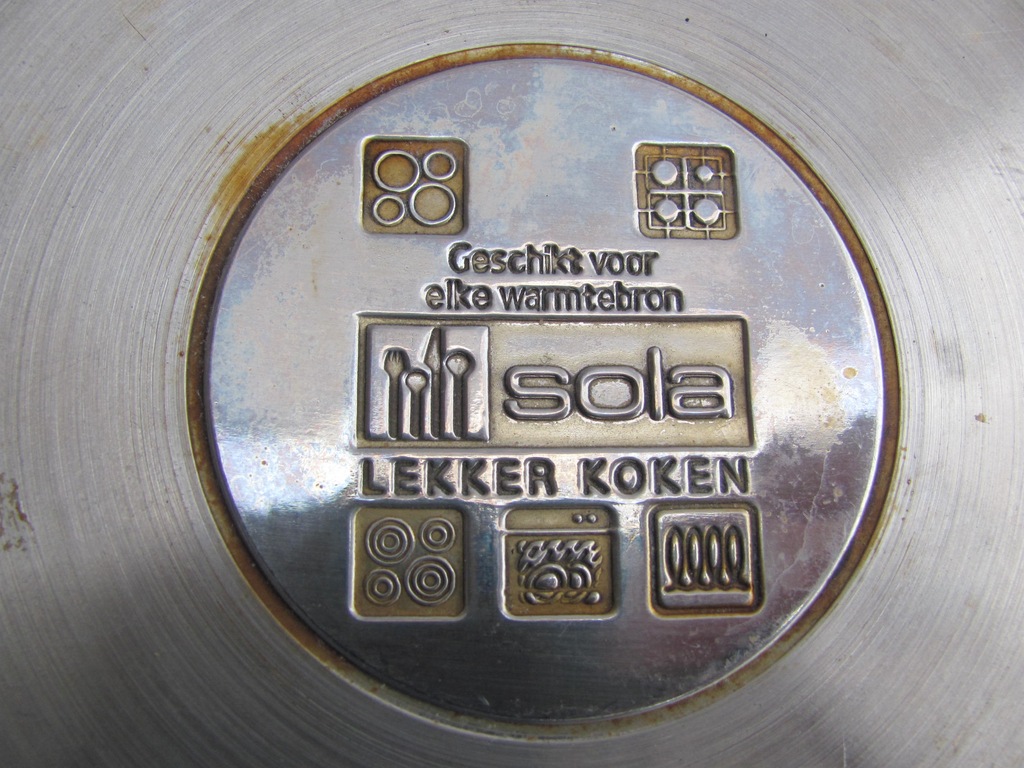 Geschikt voor
elke warmtebron
sola
LEKKER KOKEN